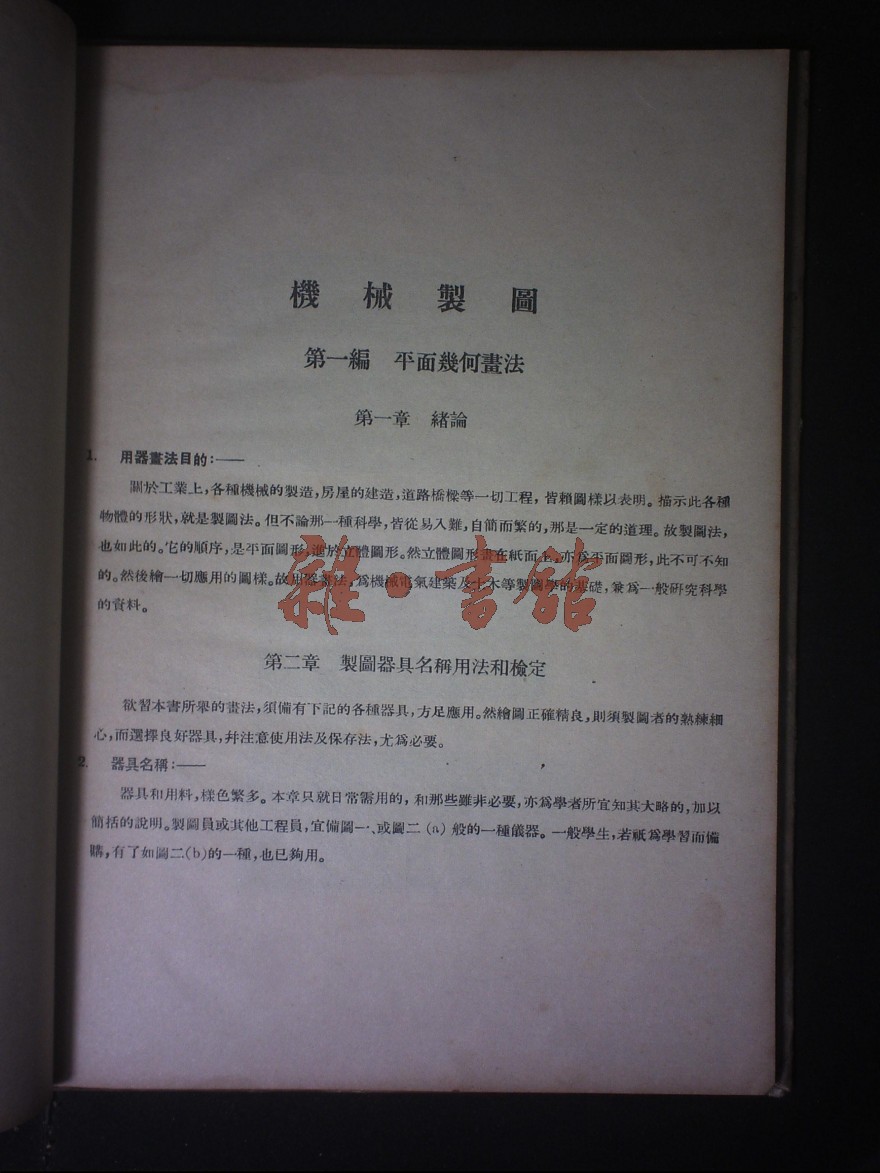 機械製圖
第一編 平面幾何畫法
第一章 緒論
1. 用器畫法目的：——
關於工業上，各種機械的製造，房屋的建造，道路橋樑等一切工程，皆賴圖樣以表明。描示此各種
物體的形狀，就是製圖法。但不論那一種科學，皆從易入難，自簡而繁的，那是一定的道理。故製圖法，
也如此的。它的順序，是平面圖形，進於立體圖形。然立體圖形畫在紙面上，亦爲平面圖形，此不可不知
的。然後繪一切應用的圖樣。故用器畫法，爲機械電氣建築及土木等製圖學的基礎，兼爲一般研究科學
的資料。
雜·書館
第二章 製圖器具名稱用法和檢定
欲習本書所舉的畫法，須備有下記的各種器具，方足應用。然繪圖正確精良，則須製圖者的熟練細
心，而選擇良好器具，幷注意使用法及保存法，尤爲必要。
2. 器具名稱：——
器具和用料，樣色繁多。本章只就日常需用的，和那些雖非必要，亦爲學者所宜知其大略的，加以
簡括的說明。製圖員或其他工程員，宜備圖一、或圖二 (a) 般的一種儀器。一般學生，若祇爲學習而備
購，有了如圖二(b)的一種，也已夠用。